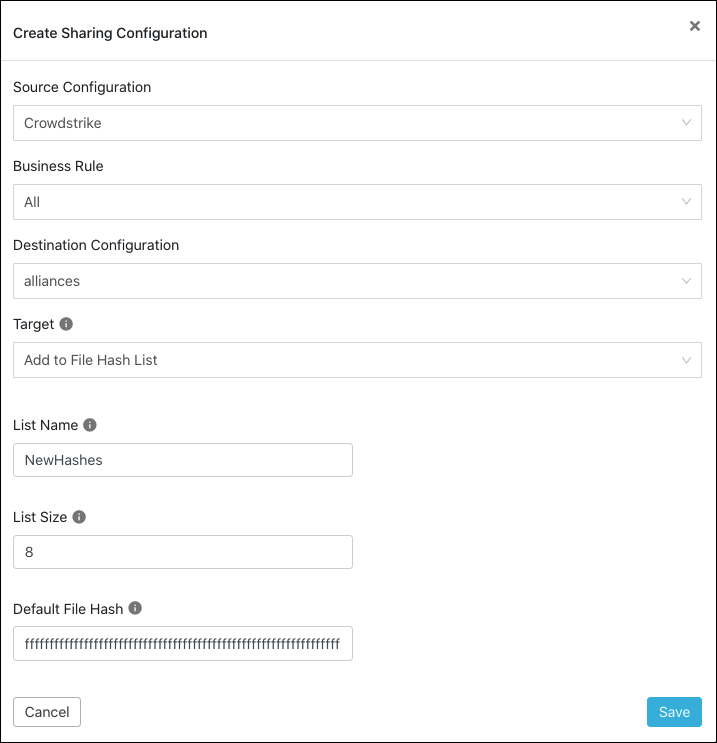 Create Sharing Configuration
Source Configuration
Crowdstrike
Business Rule
All
Destination Configuration
alliances
Target
Add to File Hash List
List Name
NewHashes
List Size
8
Default File Hash
ffffffffffffffffffffffffffffffffffffffffffffffffffffffffffffffff
Cancel
Save